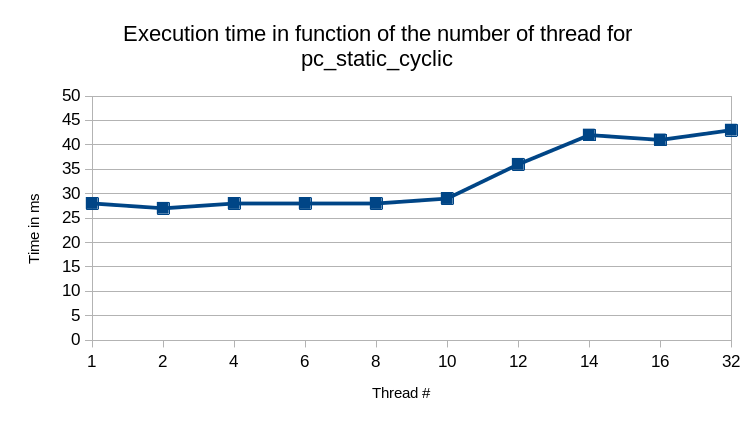 Execution time in function of the number of thread for
pc_static_cyclic
50
45
40
35
30
25
20
15
10
5
0
Time in ms
1 2 4 6 8 10 12 14 16 32
Thread #